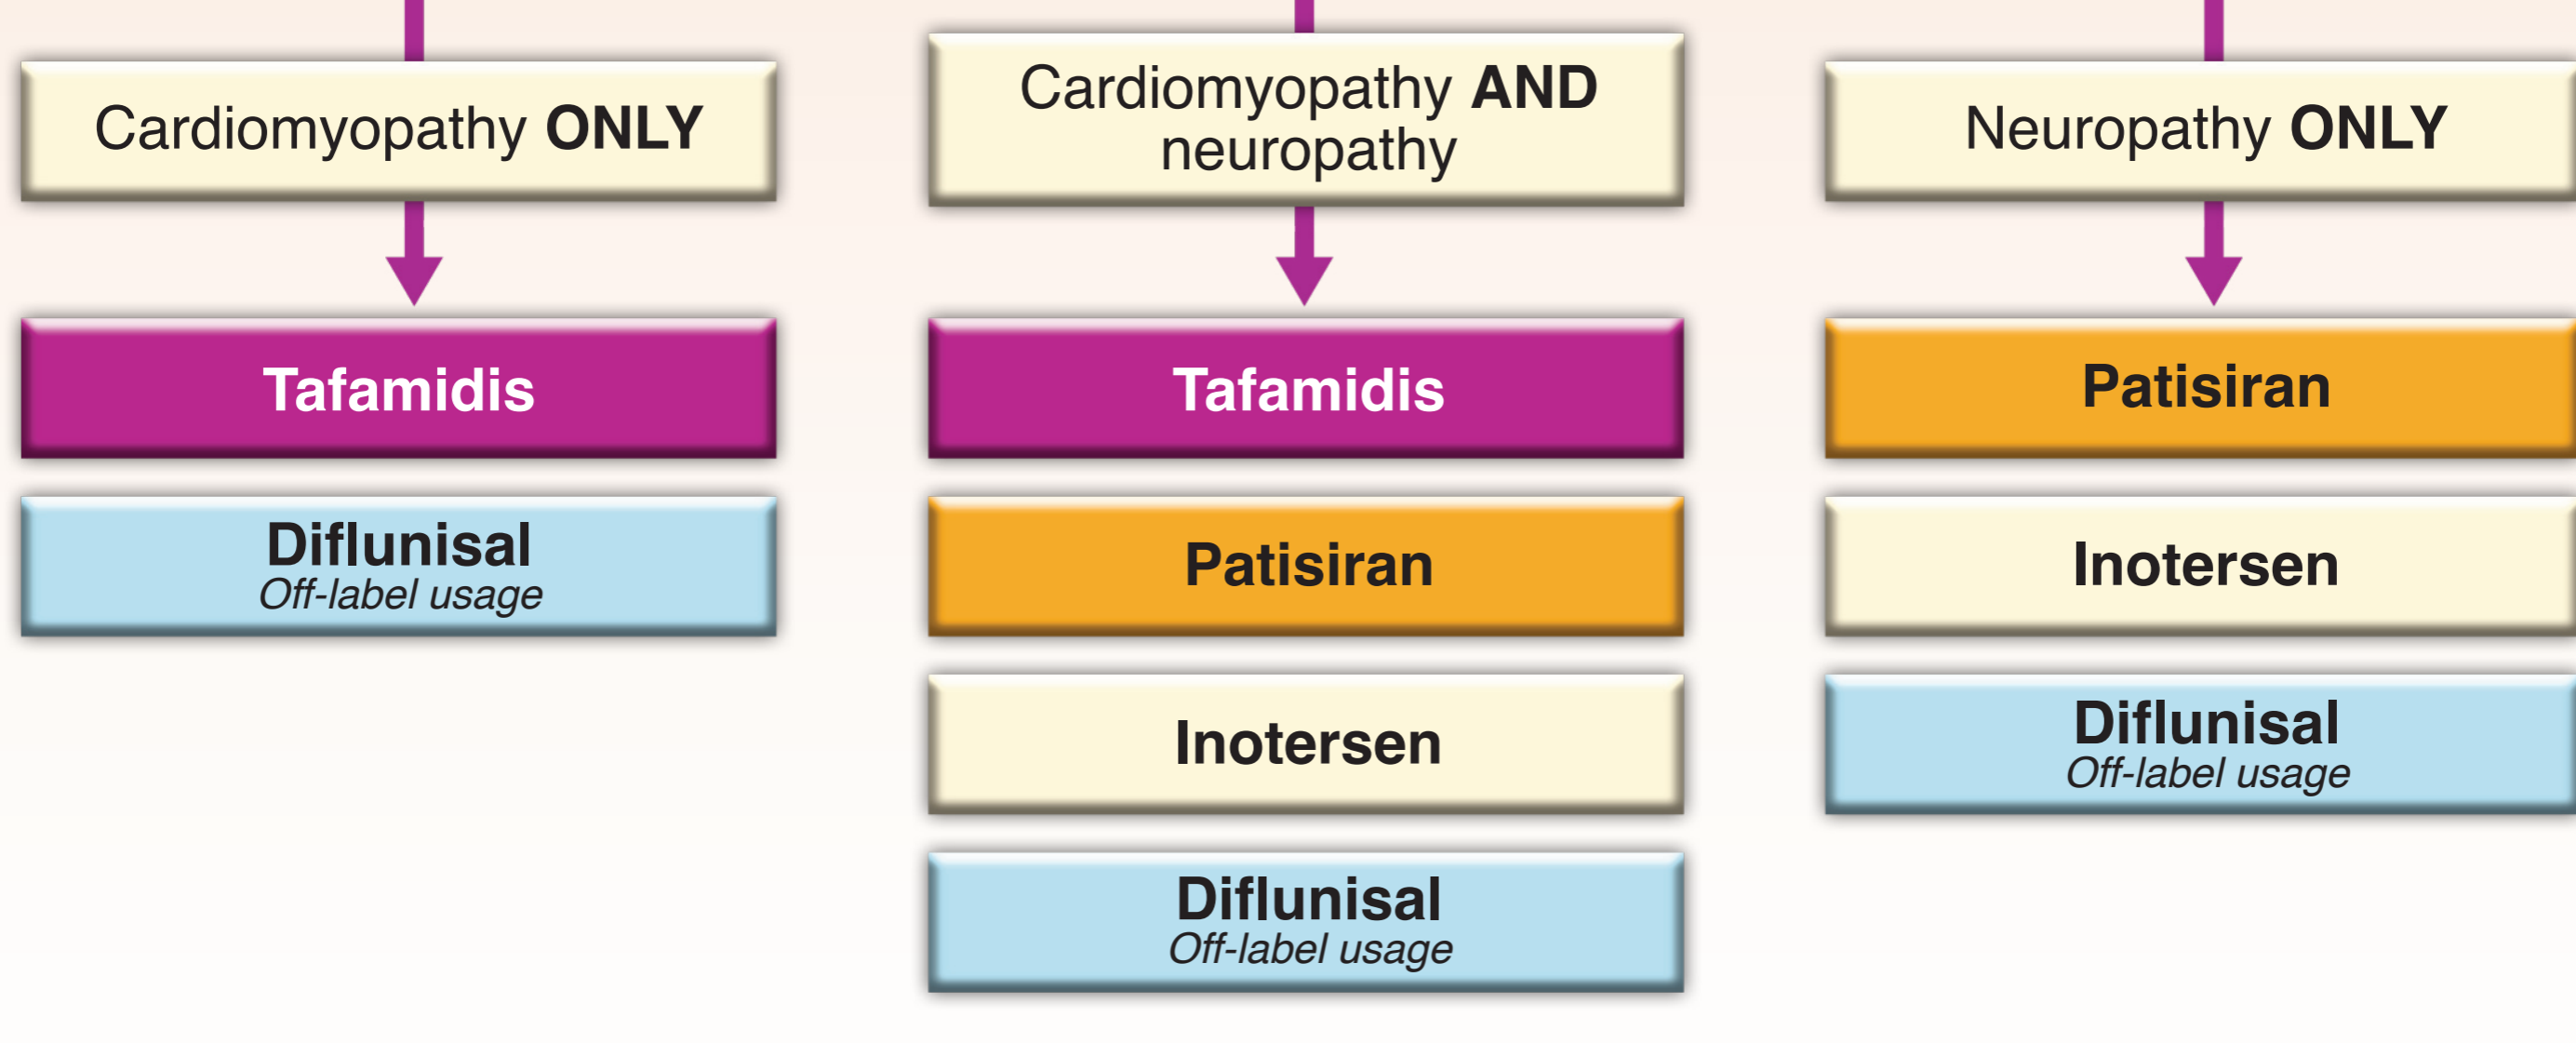 Cardiomyopathy ONLY
Tafamidis
Diflunisal
Off-label usage
Cardiomyopathy AND
neuropathy
Tafamidis
Patisiran
Inotersen
Diflunisal
Off-label usage
Neuropathy ONLY
Patisiran
Inotersen
Diflunisal
Off-label usage